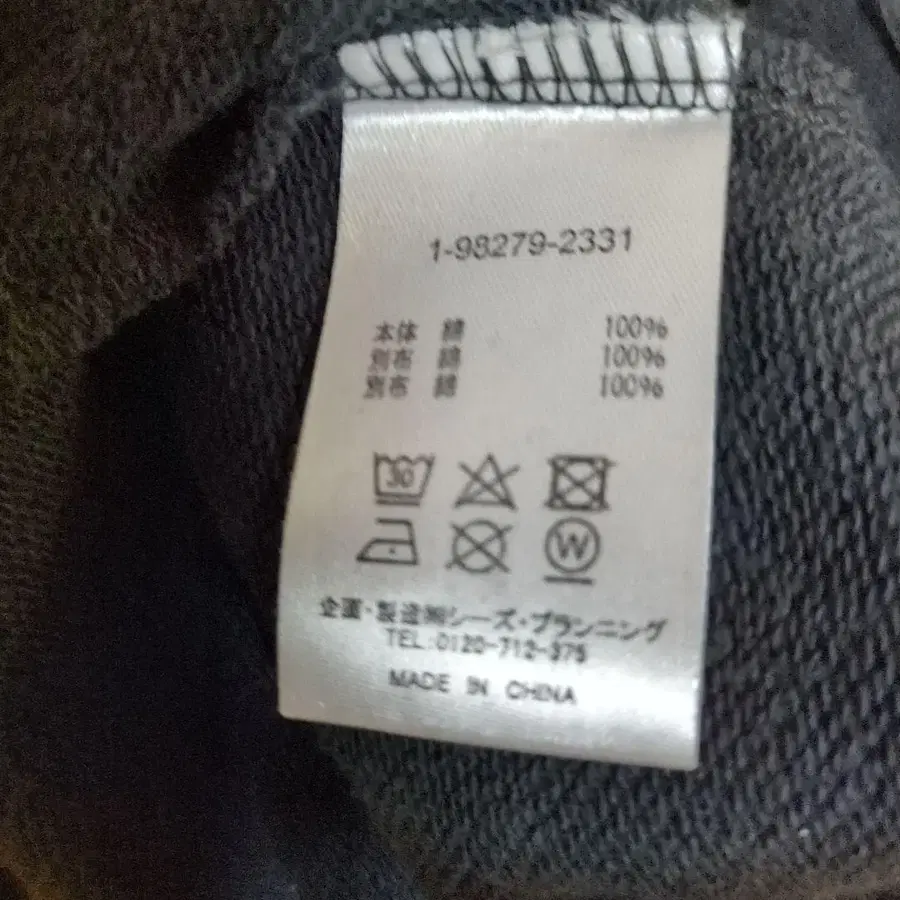 1-98279-2331
本体 綿 100%
別布 綿 100%
別布 綿 100%
30
W
企画・製造㈱シーズ・プランニング
TEL:0120-712-375
MADE IN CHINA